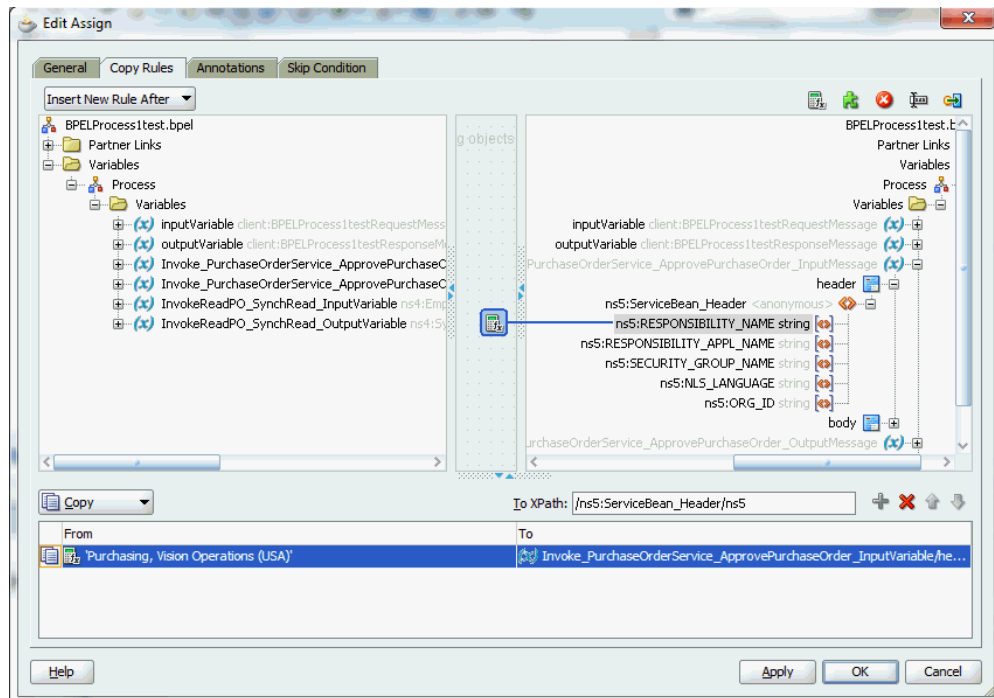 Edit Assign
General Copy Rules Annotations Skip Condition
Insert New Rule After
BPELProcess1test.bpel
Partner Links
Variables
Process
Variables
inputVariable client:BPELProcess1testRequestMess
outputVariable client:BPELProcess1testResponseM
Invoke_PurchaseOrderService_ApprovePurchaseO
Invoke_PurchaseOrderService_ApprovePurchaseO
InvokeReadPO_SynchRead_InputVariable ns4:Emp
InvokeReadPO_SynchRead_OutputVariable ns4:Sy
g objects
BPELProcess1test.b
Partner Links
Variables
Process
Variables
inputVariable client:BPELProcess1testRequestMessage
outputVariable client:BPELProcess1testResponseMessage
PurchaseOrderService_ApprovePurchaseOrder_InputMessage
header
ns5:ServiceBean_Header <anonymous>
ns5:RESPONSIBILITY_NAME string
ns5:RESPONSIBILITY_APPL_NAME string
ns5:SECURITY_GROUP_NAME string
ns5:NLS_LANGUAGE string
ns5:ORG_ID string
body
urchaseOrderService_ApprovePurchaseOrder_OutputMessage
Copy
To XPath: /ns5:ServiceBean_Header/ns5
From To
'Purchasing, Vision Operations (USA)' Invoke_PurchaseOrderService_ApprovePurchaseOrder_InputVariable/he...
Help Apply OK Cancel